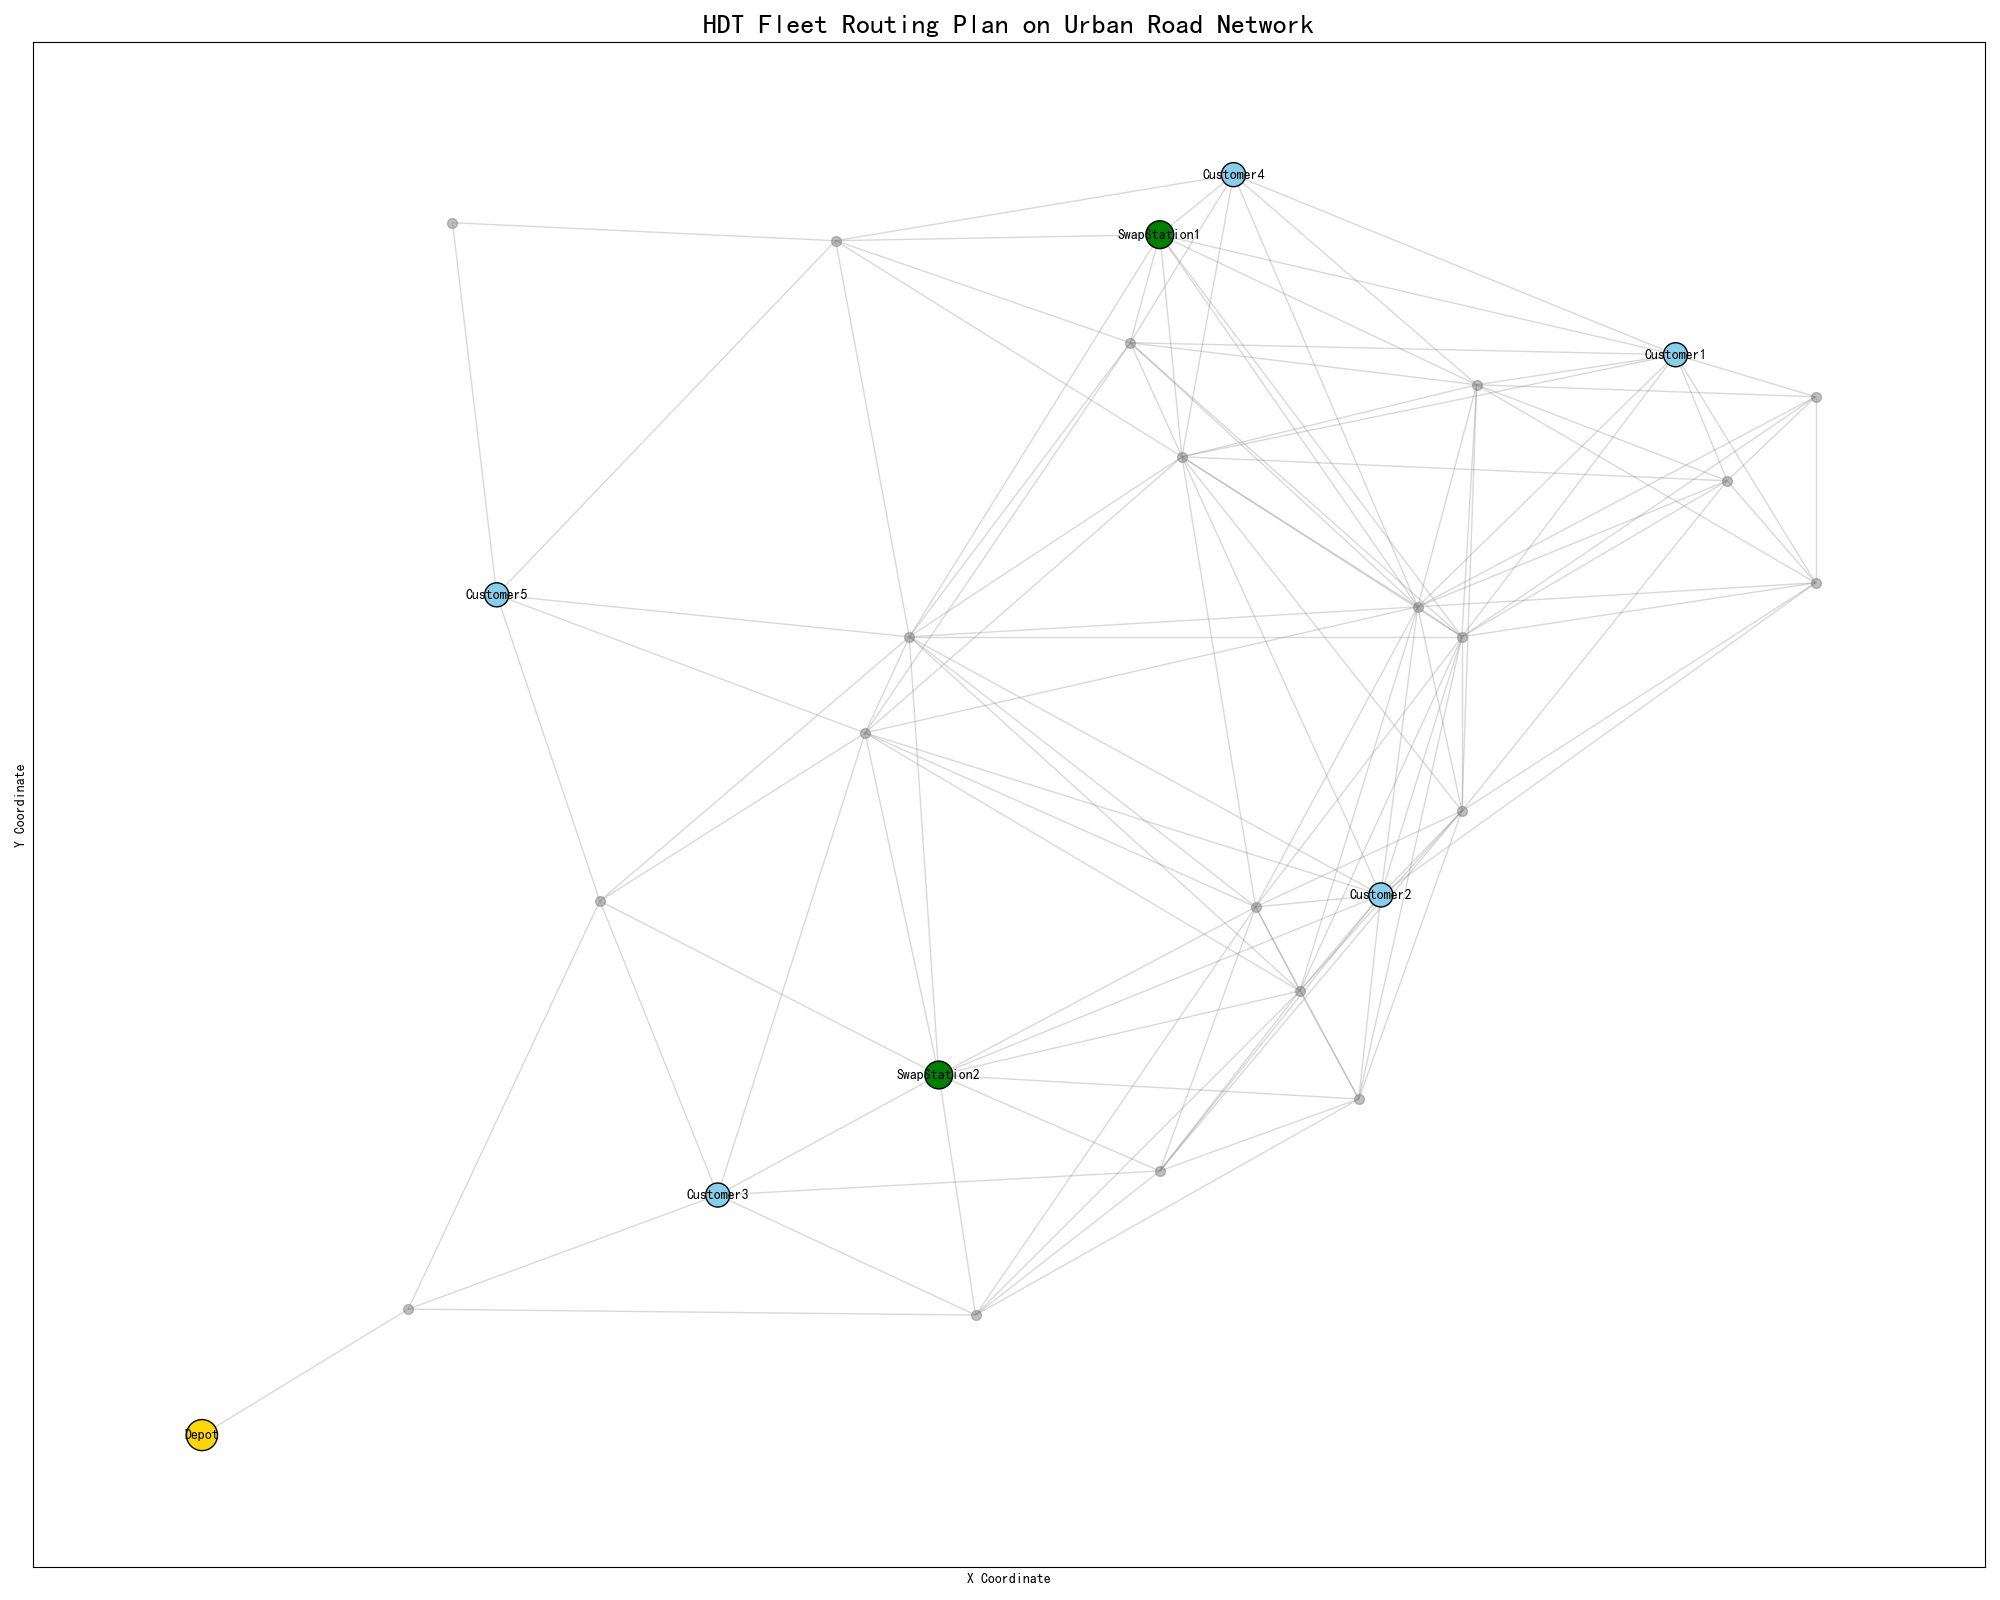 HDT Fleet Routing Plan on Urban Road Network
Customer4
SwapStation1
Customer1
Customer5
Customer2
SwapStation2
Customer3
Depot
Y Coordinate
X Coordinate